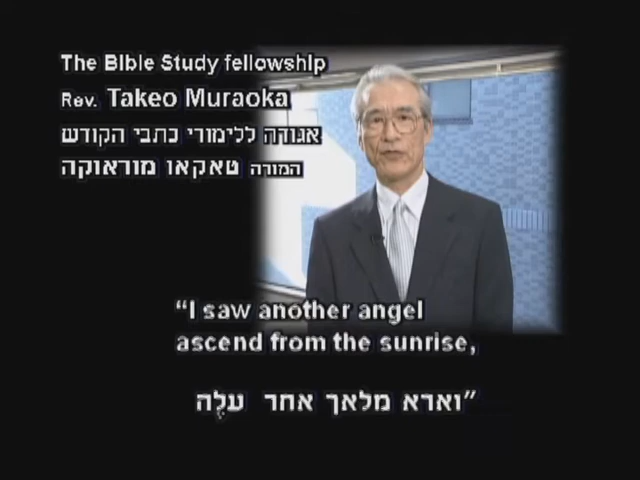 The Bible Study fellowship
Rev. Takeo Muraoka
אגודה ללימודי כתבי הקודש
המורה טאקאו מוראוקה
“I saw another angel
ascend from the sunrise,
”וארא מלאך אחר עלֶה